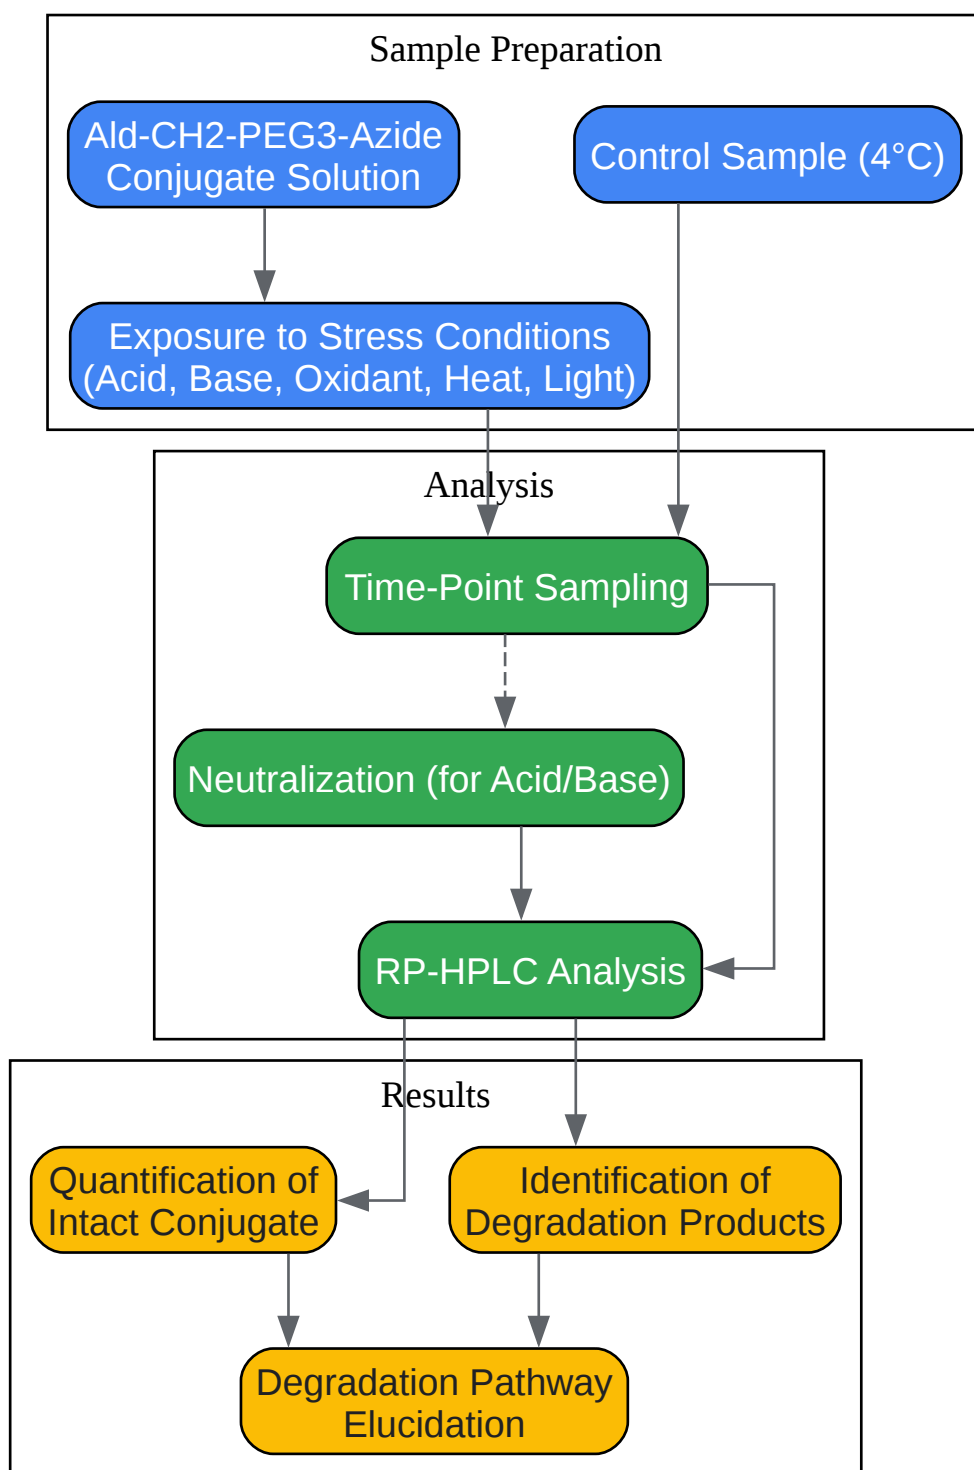 Sample Preparation
Ald-CH2-PEG3-Azide
Conjugate Solution
Control Sample (4°C)
Exposure to Stress Conditions
(Acid, Base, Oxidant, Heat, Light)
Analysis
Time-Point Sampling
Neutralization (for Acid/Base)
RP-HPLC Analysis
Results
Quantification of
Intact Conjugate
Identification of
Degradation Products
Degradation Pathway
Elucidation